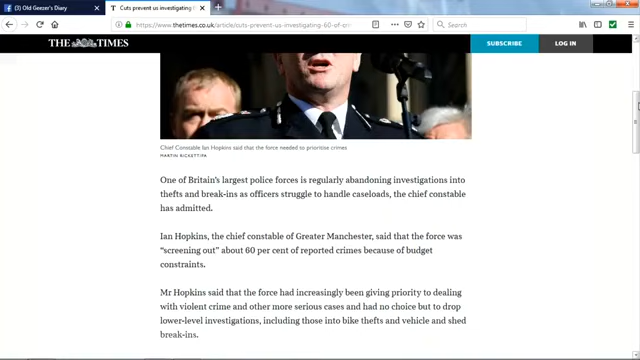 (3) Old Geezer's Diary
Cuts prevent us investigating 6
https://www.thetimes.co.uk/article/cuts-prevent-us-investigating-60-of-cr
Search
THE TIMES
SUBSCRIBE
LOG IN
Chief Constable Ian Hopkins said that the force needed to prioritise crimes
MARTIN RICKETT/PA
One of Britain's largest police forces is regularly abandoning investigations into
thefts and break-ins as officers struggle to handle caseloads, the chief constable
has admitted.
Ian Hopkins, the chief constable of Greater Manchester, said that the force was
“screening out” about 60 per cent of reported crimes because of budget
constraints.
Mr Hopkins said that the force had increasingly been giving priority to dealing
with violent crime and other more serious cases and had no choice but to drop
lower-level investigations, including those into bike thefts and vehicle and shed
break-ins.